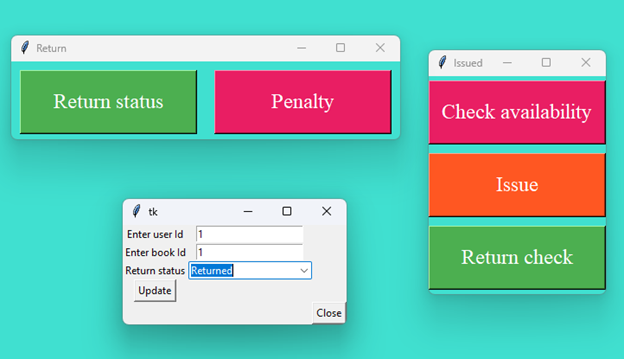 Return
Return status
Penalty
Issued
Check availability
Issue
Return check
tk
Enter user Id 1
Enter book Id 1
Return status Returned
Update
Close